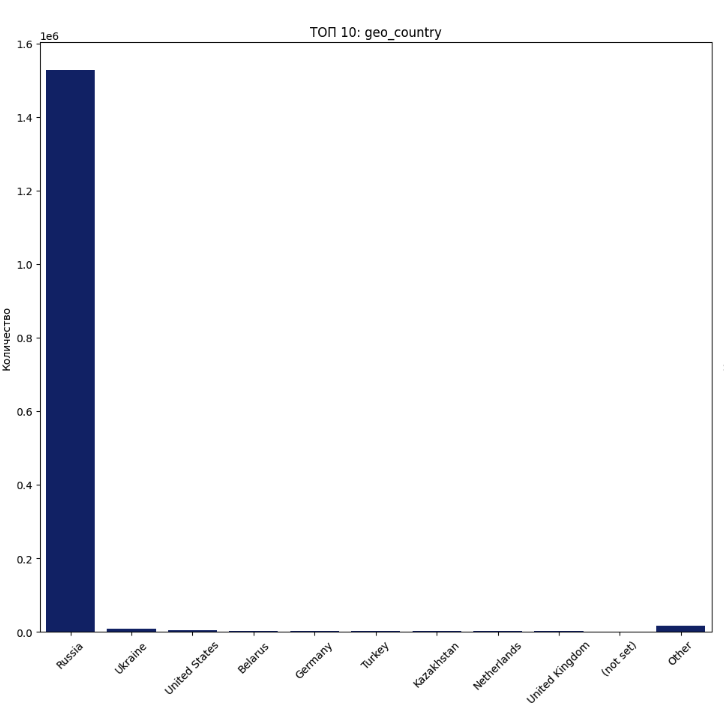 ТОП 10: geo_country
1e6
1.6
1.4
1.2
1.0
0.8
0.6
0.4
0.2
0.0
Количество
Russia
Ukraine
United States
Belarus
Germany
Turkey
Kazakhstan
Netherlands
United Kingdom
(not set)
Other